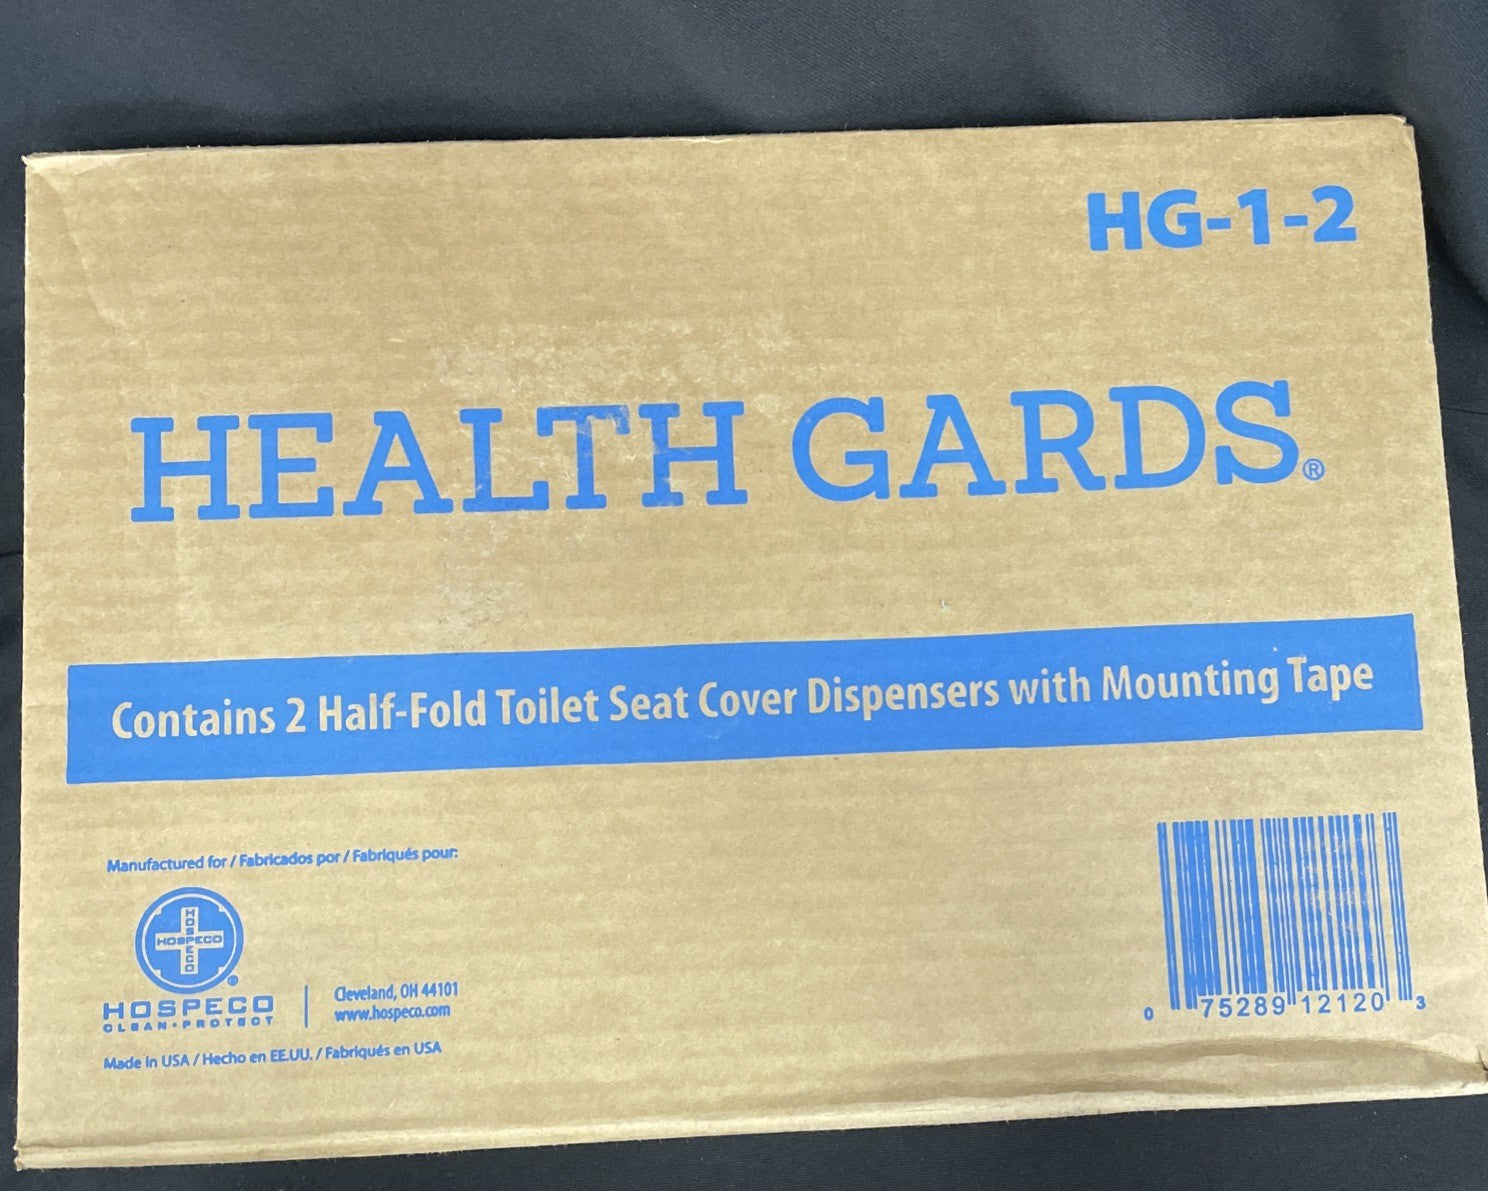 HG-1-2
HEALTH GARDS®
Contains 2 Half-Fold Toilet Seat Cover Dispensers with Mounting Tape
Manufactured for / Fabricados por / Fabriqués pour:
HOSPECO
HOSPECO
®
HOSPECO
CLEAN·PROTECT
Cleveland, OH 44101
www.hospeco.com
Made in USA / Hecho en EE.UU. / Fabriqués en USA
0 75289 12120 3